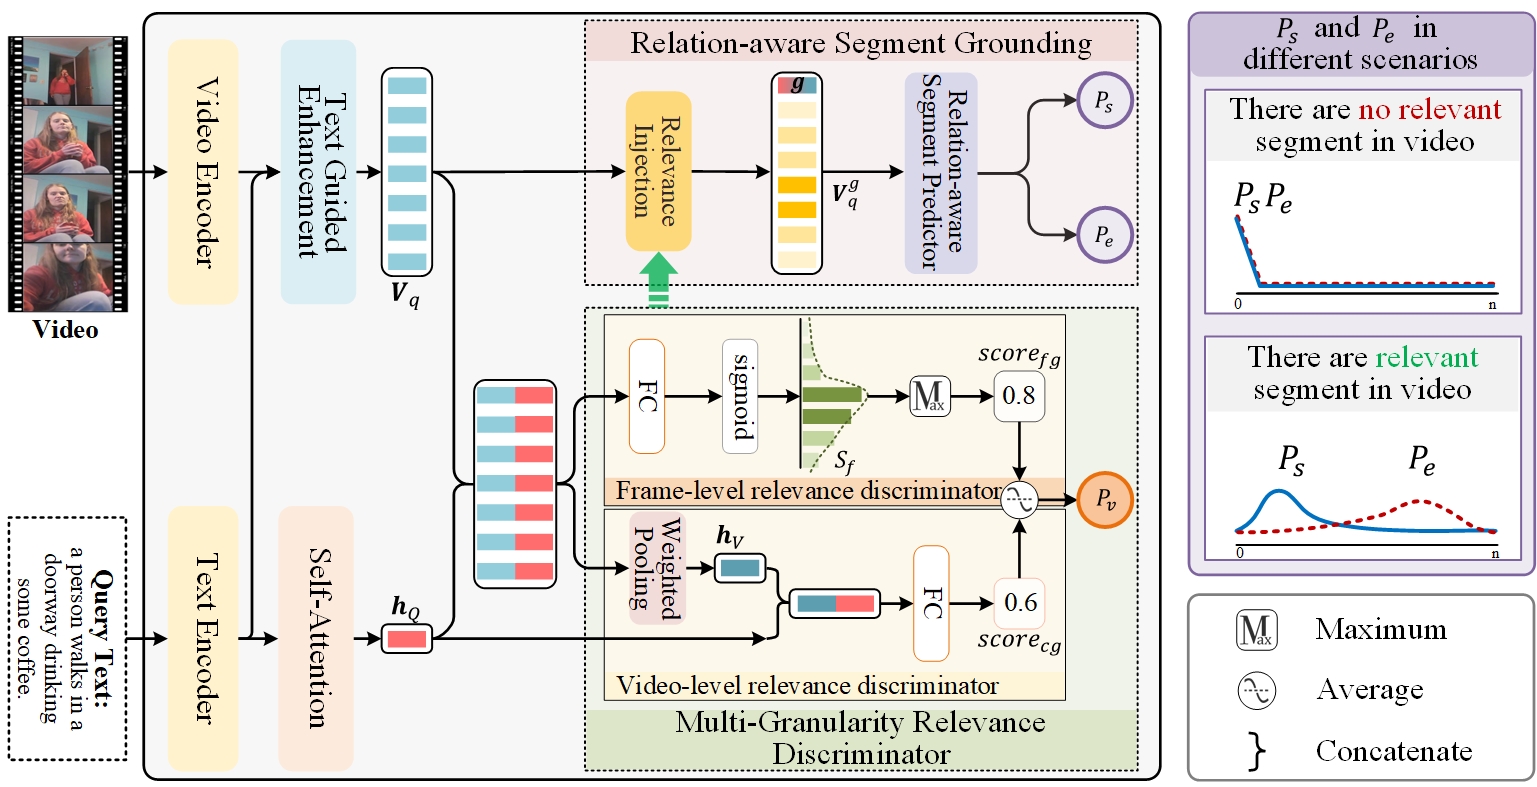 Video
Query Text:
a person walks in a
doorway drinking
some coffee.
Video Encoder
Text Guided
Enhancement
V_q
Text Encoder
Self-Attention
h_Q
Relation-aware Segment Grounding
Relevance
Injection
g
V_q^g
Relation-aware
Segment Predictor
P_s
P_e
FC
sigmoid
S_f
Max
score_fg
0.8
Frame-level relevance discriminator
P_v
Weighted
Pooling
h_V
FC
0.6
score_cg
Video-level relevance discriminator
Multi-Granularity Relevance
Discriminator
P_s and P_e in
different scenarios
There are no relevant
segment in video
P_s P_e
0 n
There are relevant
segment in video
P_s P_e
0 n
Max Maximum
Average
} Concatenate